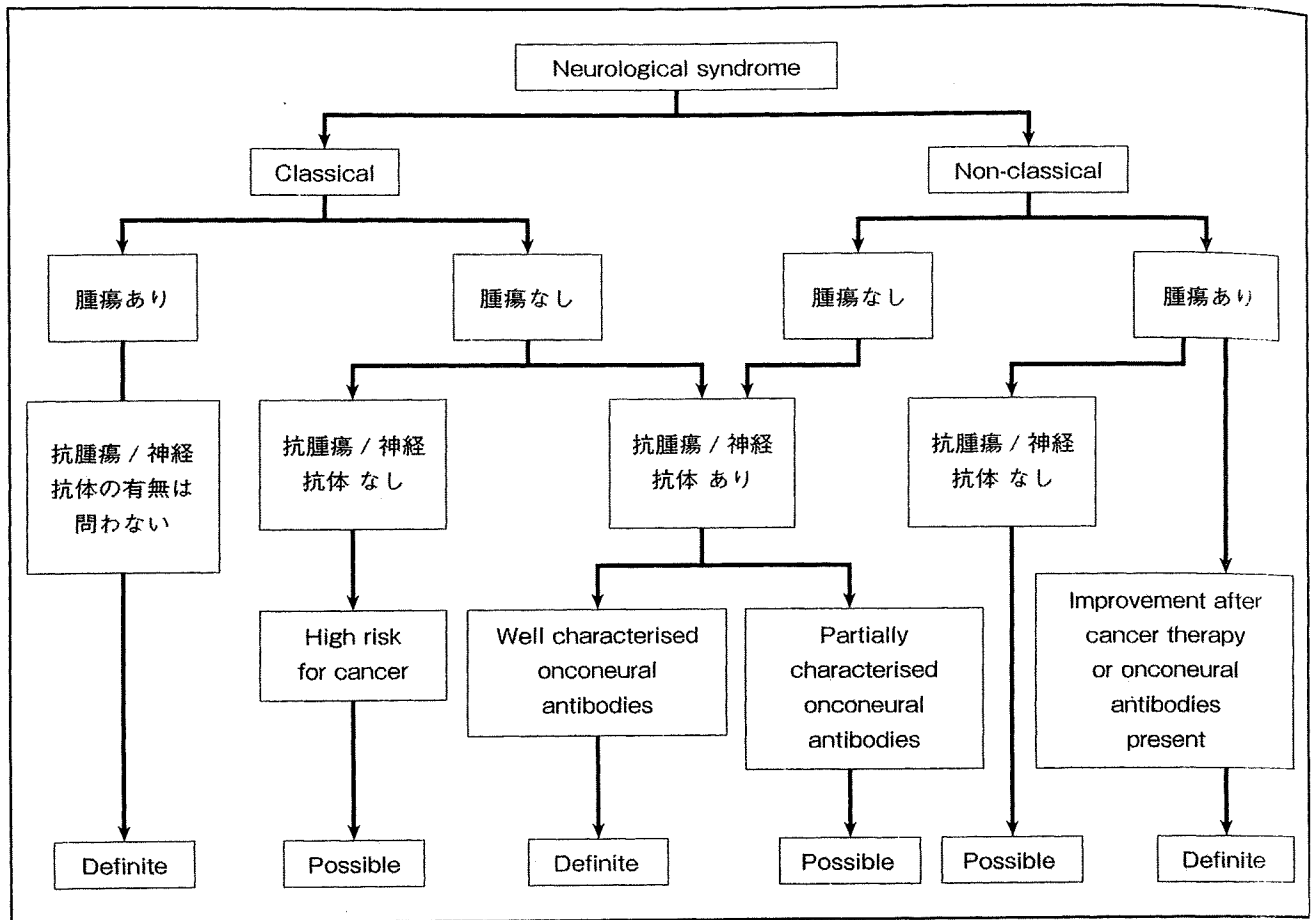 Neurological syndrome
Classical
Non-classical
腫瘍あり
腫瘍なし
腫瘍なし
腫瘍あり
抗腫瘍 / 神経
抗体の有無は
問わない
抗腫瘍 / 神経
抗体 なし
抗腫瘍 / 神経
抗体 あり
抗腫瘍 / 神経
抗体 なし
High risk
for cancer
Well characterised
onconeural
antibodies
Partially
characterised
onconeural
antibodies
Improvement after
cancer therapy
or onconeural
antibodies
present
Definite
Possible
Definite
Possible
Possible
Definite